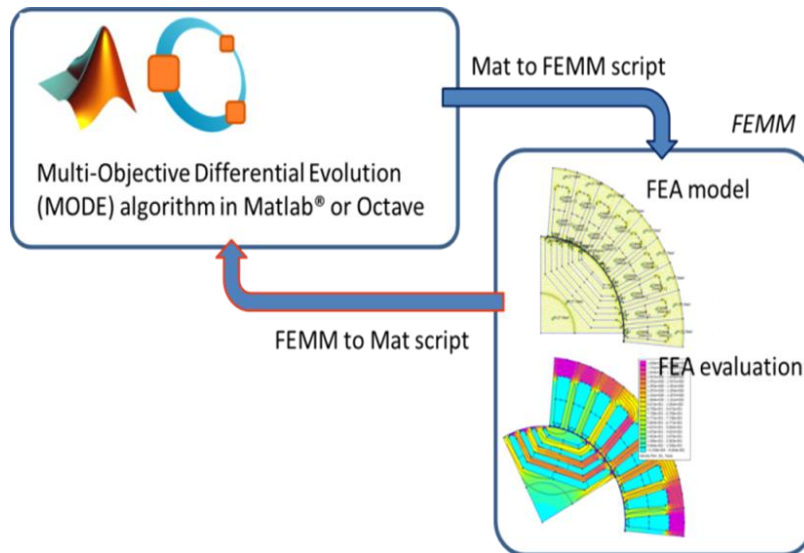 Mat to FEMM script
FEMM
Multi-Objective Differential Evolution
(MODE) algorithm in Matlab® or Octave
FEA model
FEMM to Mat script
FEA evaluation